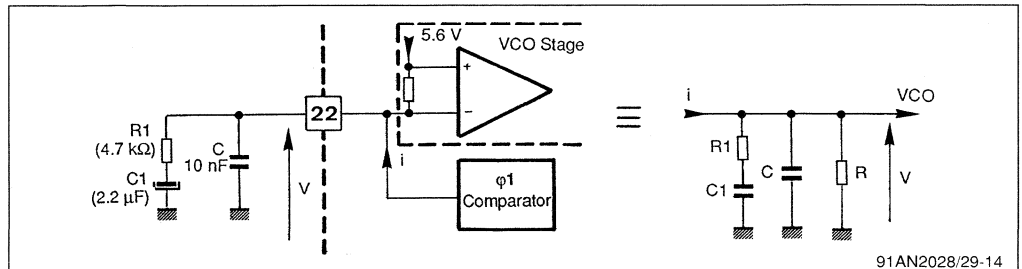 5.6 V
VCO Stage
+
−
22
R1
(4.7 kΩ)
C1
(2.2 µF)
C
10 nF
V
i
φ1
Comparator
≡
i
VCO
R1
C1
C
R
V
91AN2028/29-14